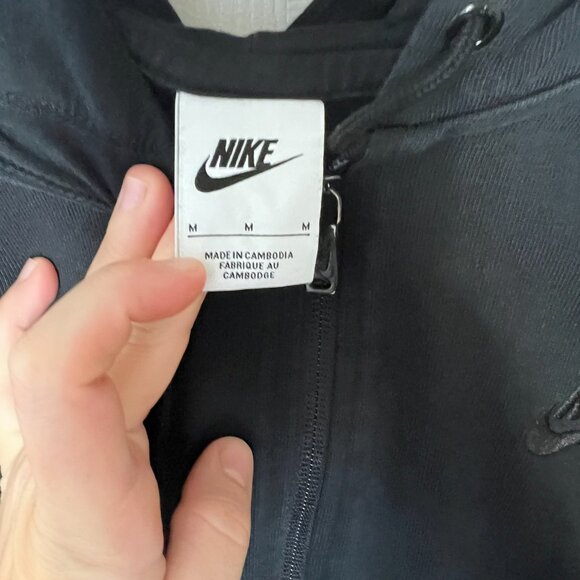 NIKE
M M M
MADE IN CAMBODIA
FABRIQUE AU
CAMBODGE